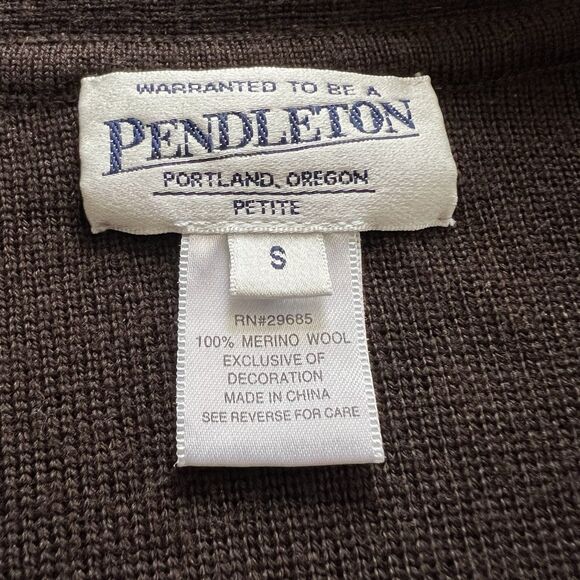 WARRANTED TO BE A
PENDLETON
PORTLAND, OREGON
PETITE
S
RN#29685
100% MERINO WOOL
EXCLUSIVE OF
DECORATION
MADE IN CHINA
SEE REVERSE FOR CARE